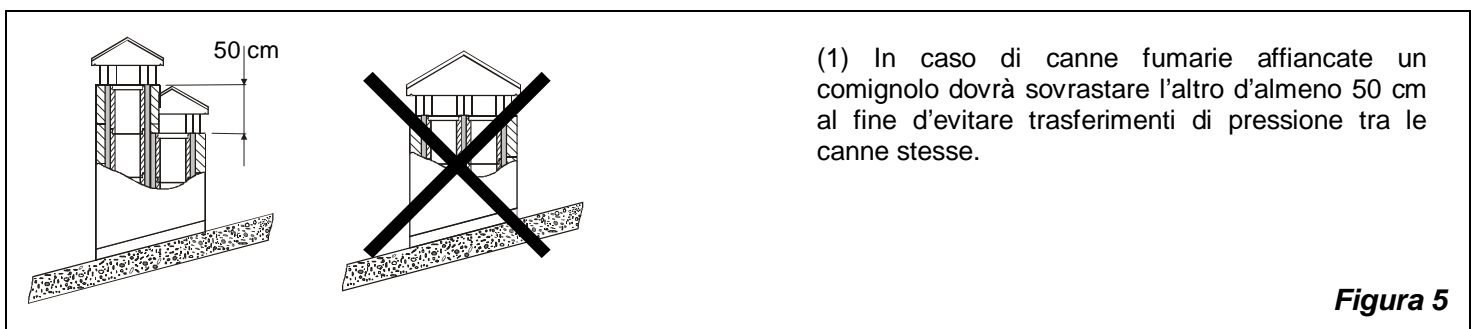 50 cm
(1) In caso di canne fumarie affiancate un
comignolo dovrà sovrastare l'altro d'almeno 50 cm
al fine d'evitare trasferimenti di pressione tra le
canne stesse.
Figura 5